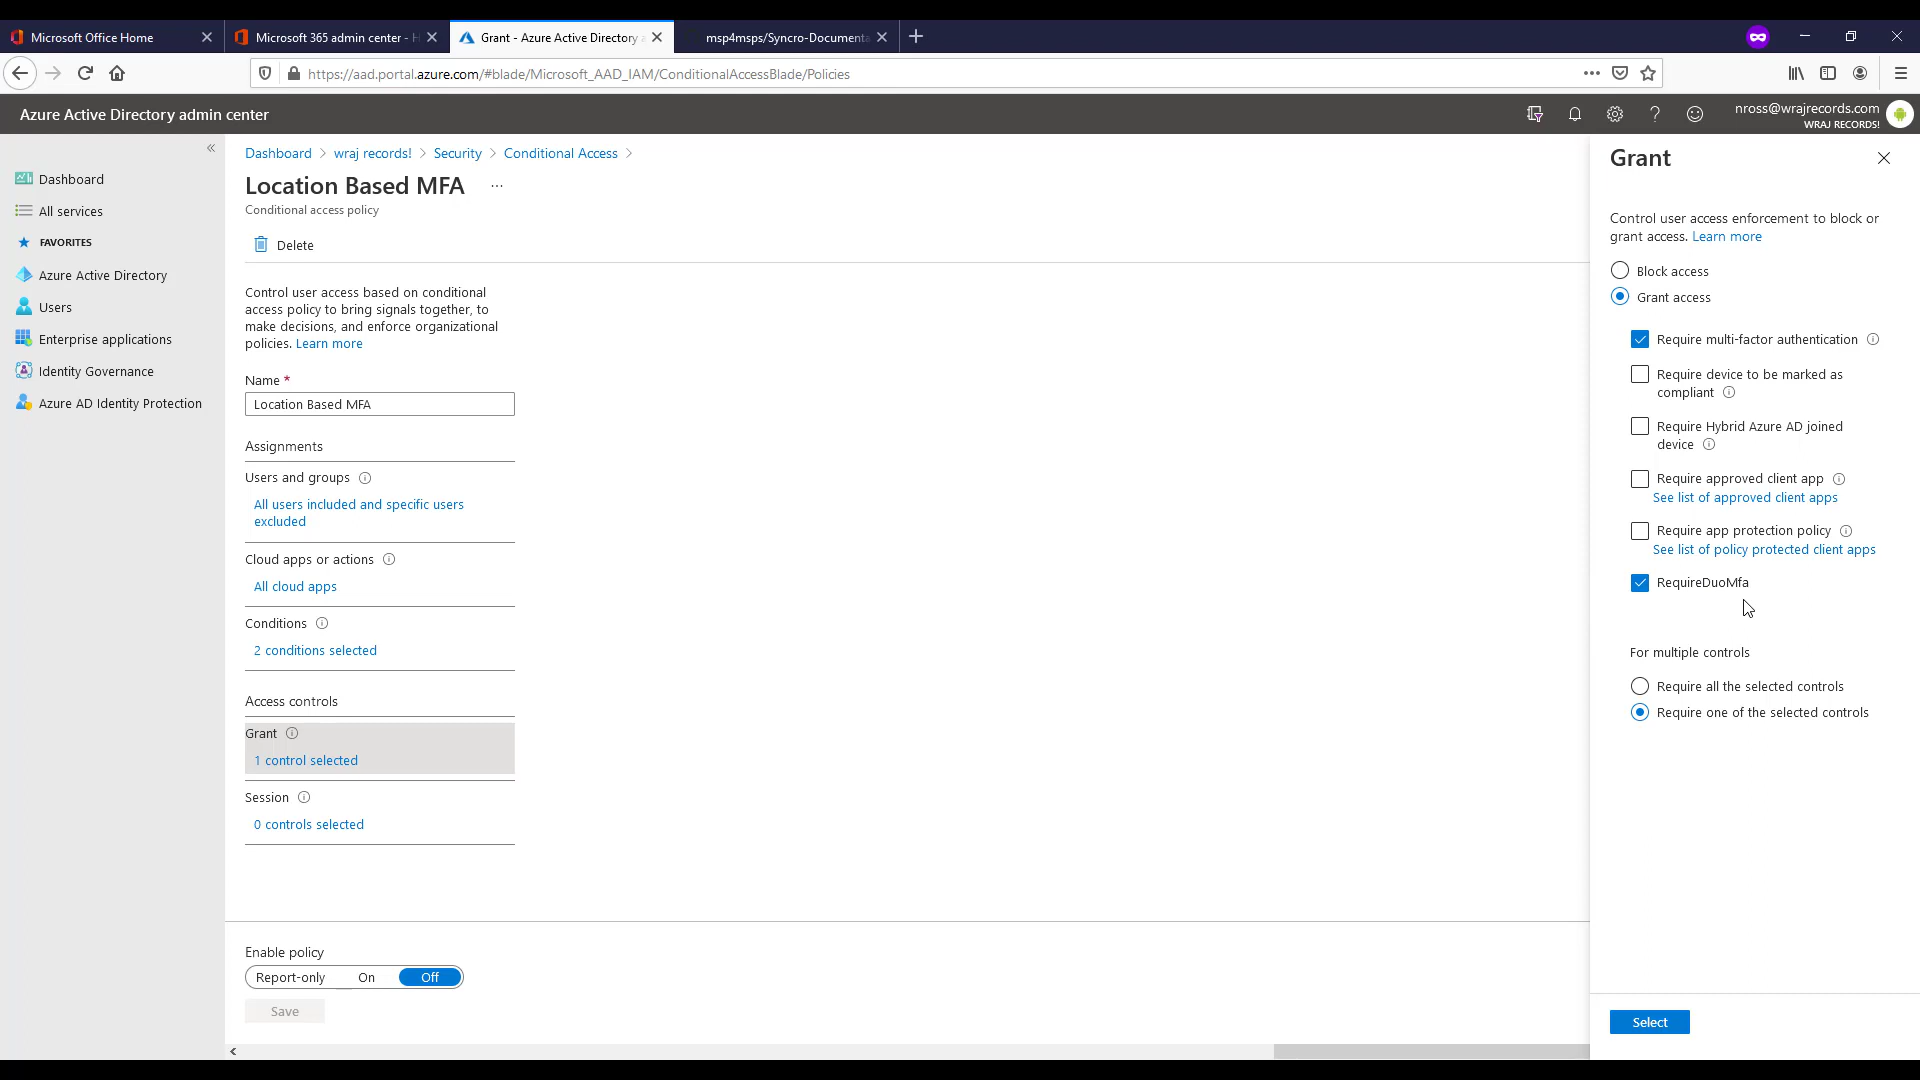 Microsoft Office Home
Microsoft 365 admin center - H
Grant - Azure Active Directory a
msp4msps/Syncro-Documenta
https://aad.portal.azure.com/#blade/Microsoft_AAD_IAM/ConditionalAccessBlade/Policies
Azure Active Directory admin center
nross@wrajrecords.com
WRAJ RECORDS!
Dashboard
All services
FAVORITES
Azure Active Directory
Users
Enterprise applications
Identity Governance
Azure AD Identity Protection
Dashboard > wraj records! > Security > Conditional Access >
Location Based MFA ...
Conditional access policy
Delete
Control user access based on conditional
access policy to bring signals together, to
make decisions, and enforce organizational
policies. Learn more
Name *
Location Based MFA
Assignments
Users and groups
All users included and specific users
excluded
Cloud apps or actions
All cloud apps
Conditions
2 conditions selected
Access controls
Grant
1 control selected
Session
0 controls selected
Enable policy
Report-only On Off
Save
Grant
Control user access enforcement to block or
grant access. Learn more
Block access
Grant access
Require multi-factor authentication
Require device to be marked as
compliant
Require Hybrid Azure AD joined
device
Require approved client app
See list of approved client apps
Require app protection policy
See list of policy protected client apps
RequireDuoMfa
For multiple controls
Require all the selected controls
Require one of the selected controls
Select